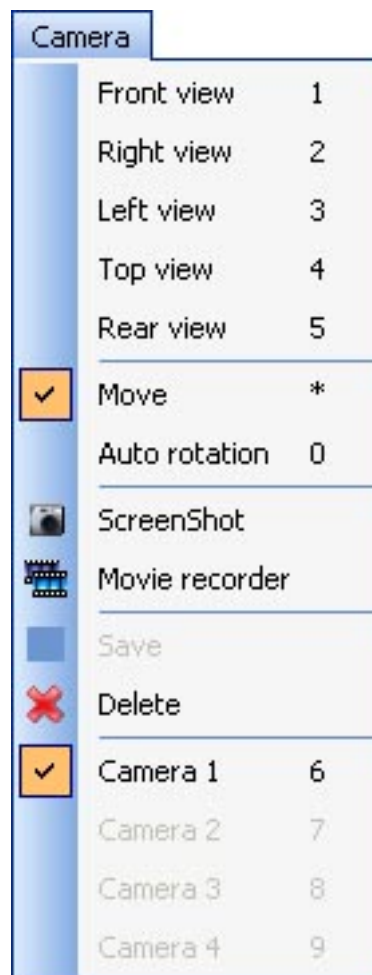 Camera
Front view 1
Right view 2
Left view 3
Top view 4
Rear view 5
Move *
Auto rotation 0
ScreenShot
Movie recorder
Save
Delete
Camera 1 6
Camera 2 7
Camera 3 8
Camera 4 9